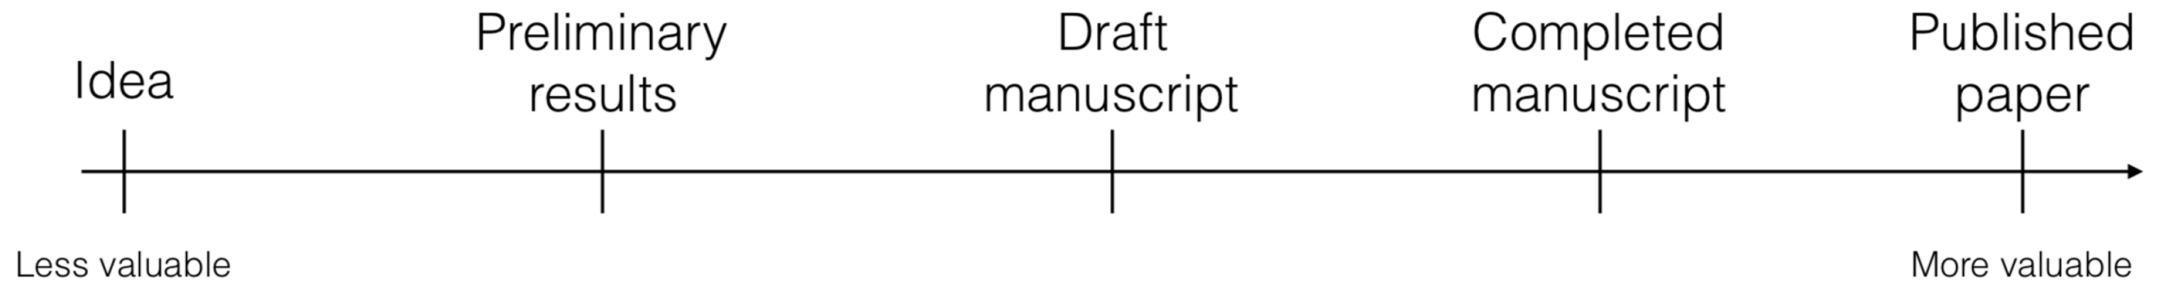 Idea
Preliminary
results
Draft
manuscript
Completed
manuscript
Published
paper
Less valuable
More valuable